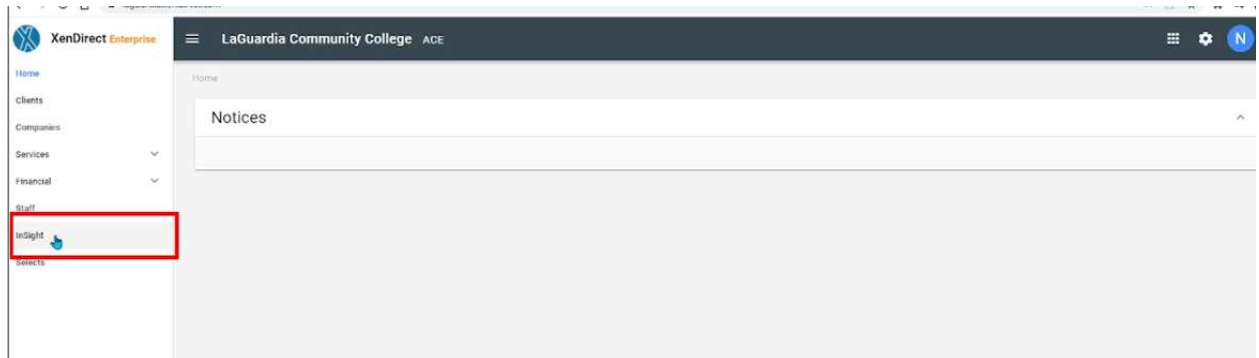 XenDirect Enterprise
LaGuardia Community College ACE
N
Home
Home
Clients
Companies
Services
Financial
Staff
InSight
Selects
Notices